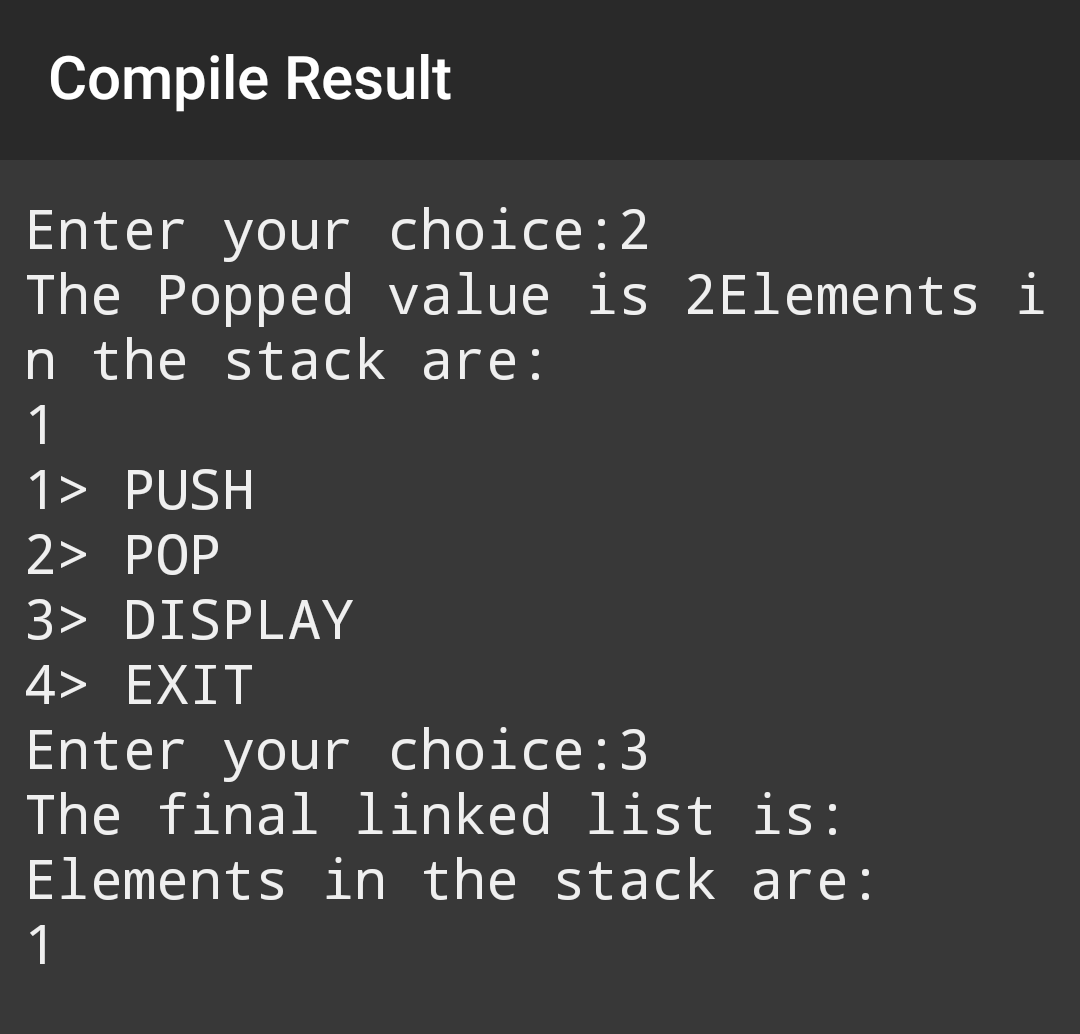 Compile Result
Enter your choice:2
The Popped value is 2Elements i
n the stack are:
1
1> PUSH
2> POP
3> DISPLAY
4> EXIT
Enter your choice:3
The final linked list is:
Elements in the stack are:
1